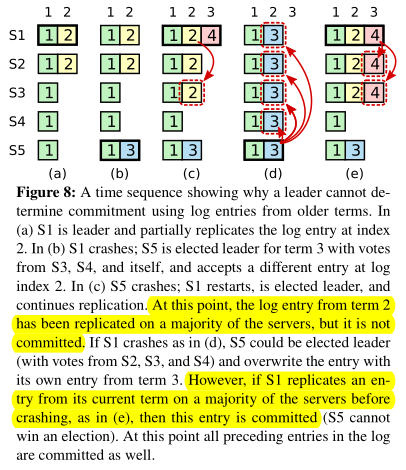 1 2 1 2 1 2 3 1 2 3 1 2 3
S1 1 2 1 2 1 2 4 1 3 1 2 4
S2 1 2 1 2 1 2 1 3 1 2 4
S3 1 1 1 2 1 3 1 2 4
S4 1 1 1 1 3 1
S5 1 1 3 1 3 1 3 1 3
(a) (b) (c) (d) (e)
Figure 8: A time sequence showing why a leader cannot de-
termine commitment using log entries from older terms. In
(a) S1 is leader and partially replicates the log entry at index
2. In (b) S1 crashes; S5 is elected leader for term 3 with votes
from S3, S4, and itself, and accepts a different entry at log
index 2. In (c) S5 crashes; S1 restarts, is elected leader, and
continues replication. At this point, the log entry from term 2
has been replicated on a majority of the servers, but it is not
committed. If S1 crashes as in (d), S5 could be elected leader
(with votes from S2, S3, and S4) and overwrite the entry with
its own entry from term 3. However, if S1 replicates an en-
try from its current term on a majority of the servers before
crashing, as in (e), then this entry is committed (S5 cannot
win an election). At this point all preceding entries in the log
are committed as well.